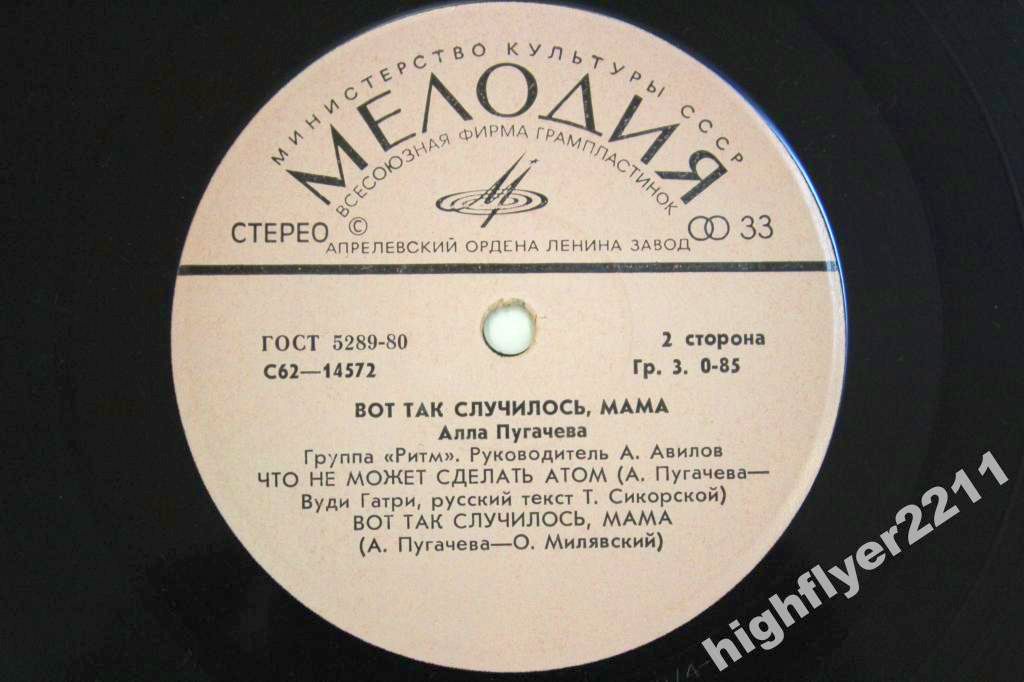 МИНИСТЕРСТВО КУЛЬТУРЫ СССР
МЕЛОДИЯ
ВСЕСОЮЗНАЯ ФИРМА ГРАМПЛАСТИНОК
СТЕРЕО © 33
АПРЕЛЕВСКИЙ ОРДЕНА ЛЕНИНА ЗАВОД
ГОСТ 5289-80 2 сторона
С62—14572 Гр. 3. 0-85
ВОТ ТАК СЛУЧИЛОСЬ, МАМА
Алла Пугачева
Группа «Ритм». Руководитель А. Авилов
ЧТО НЕ МОЖЕТ СДЕЛАТЬ АТОМ (А. Пугачева—
Вуди Гатри, русский текст Т. Сикорской)
ВОТ ТАК СЛУЧИЛОСЬ, МАМА
(А. Пугачева—О. Милявский)
highflyer2211